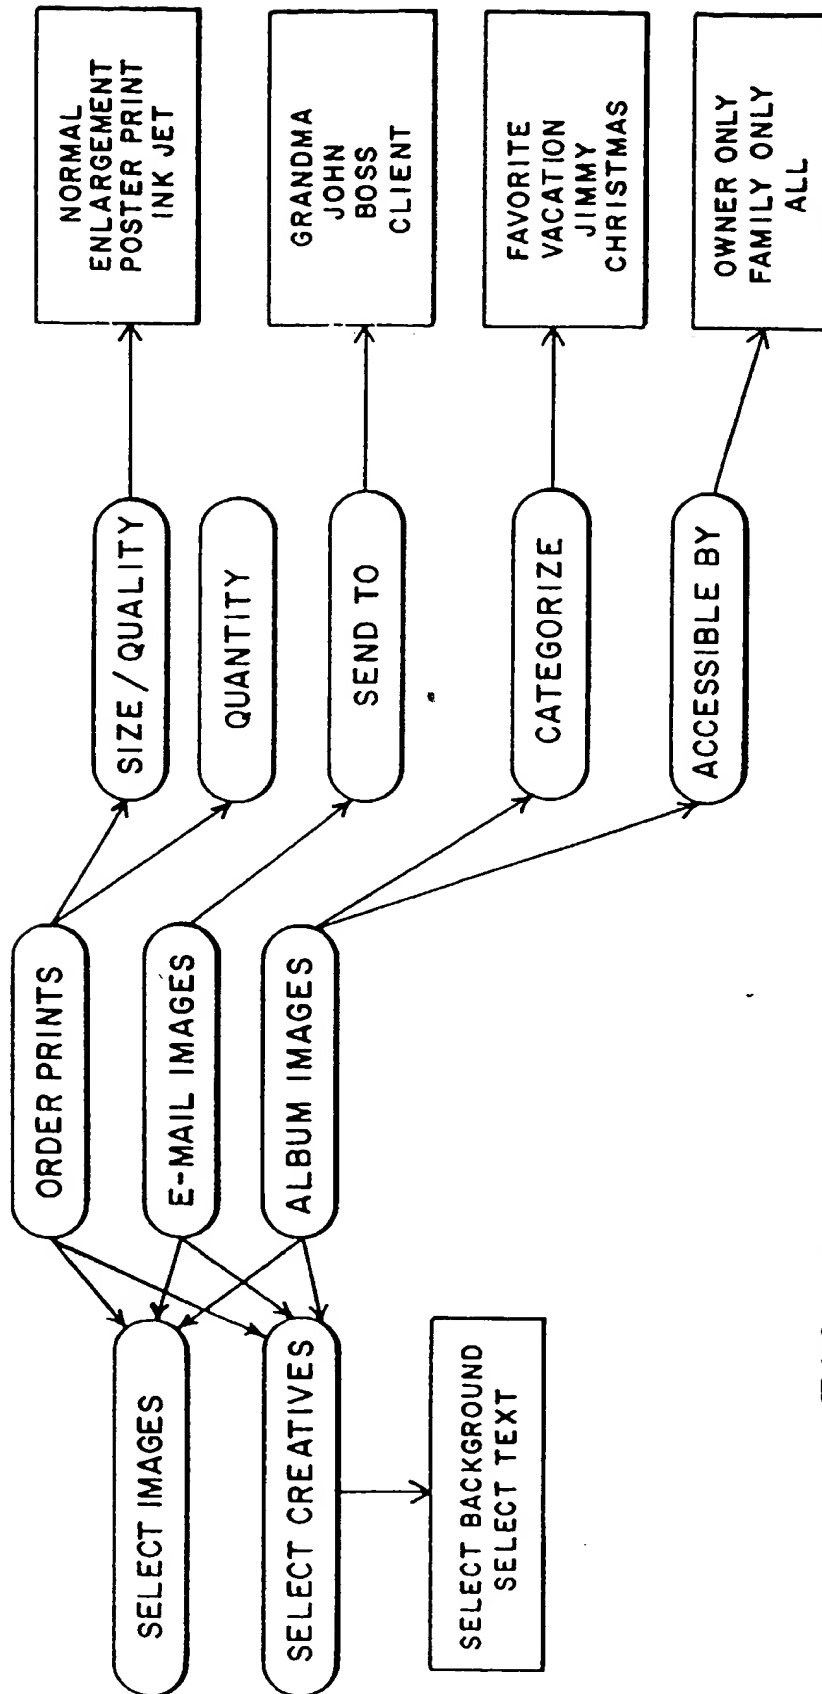 SELECT IMAGES
SELECT CREATIVES
SELECT BACKGROUND
SELECT TEXT
ORDER PRINTS
E-MAIL IMAGES
ALBUM IMAGES
SIZE / QUALITY
QUANTITY
SEND TO
CATEGORIZE
ACCESSIBLE BY
NORMAL
ENLARGEMENT
POSTER PRINT
INK JET
GRANDMA
JOHN
BOSS
CLIENT
FAVORITE
VACATION
JIMMY
CHRISTMAS
OWNER ONLY
FAMILY ONLY
ALL